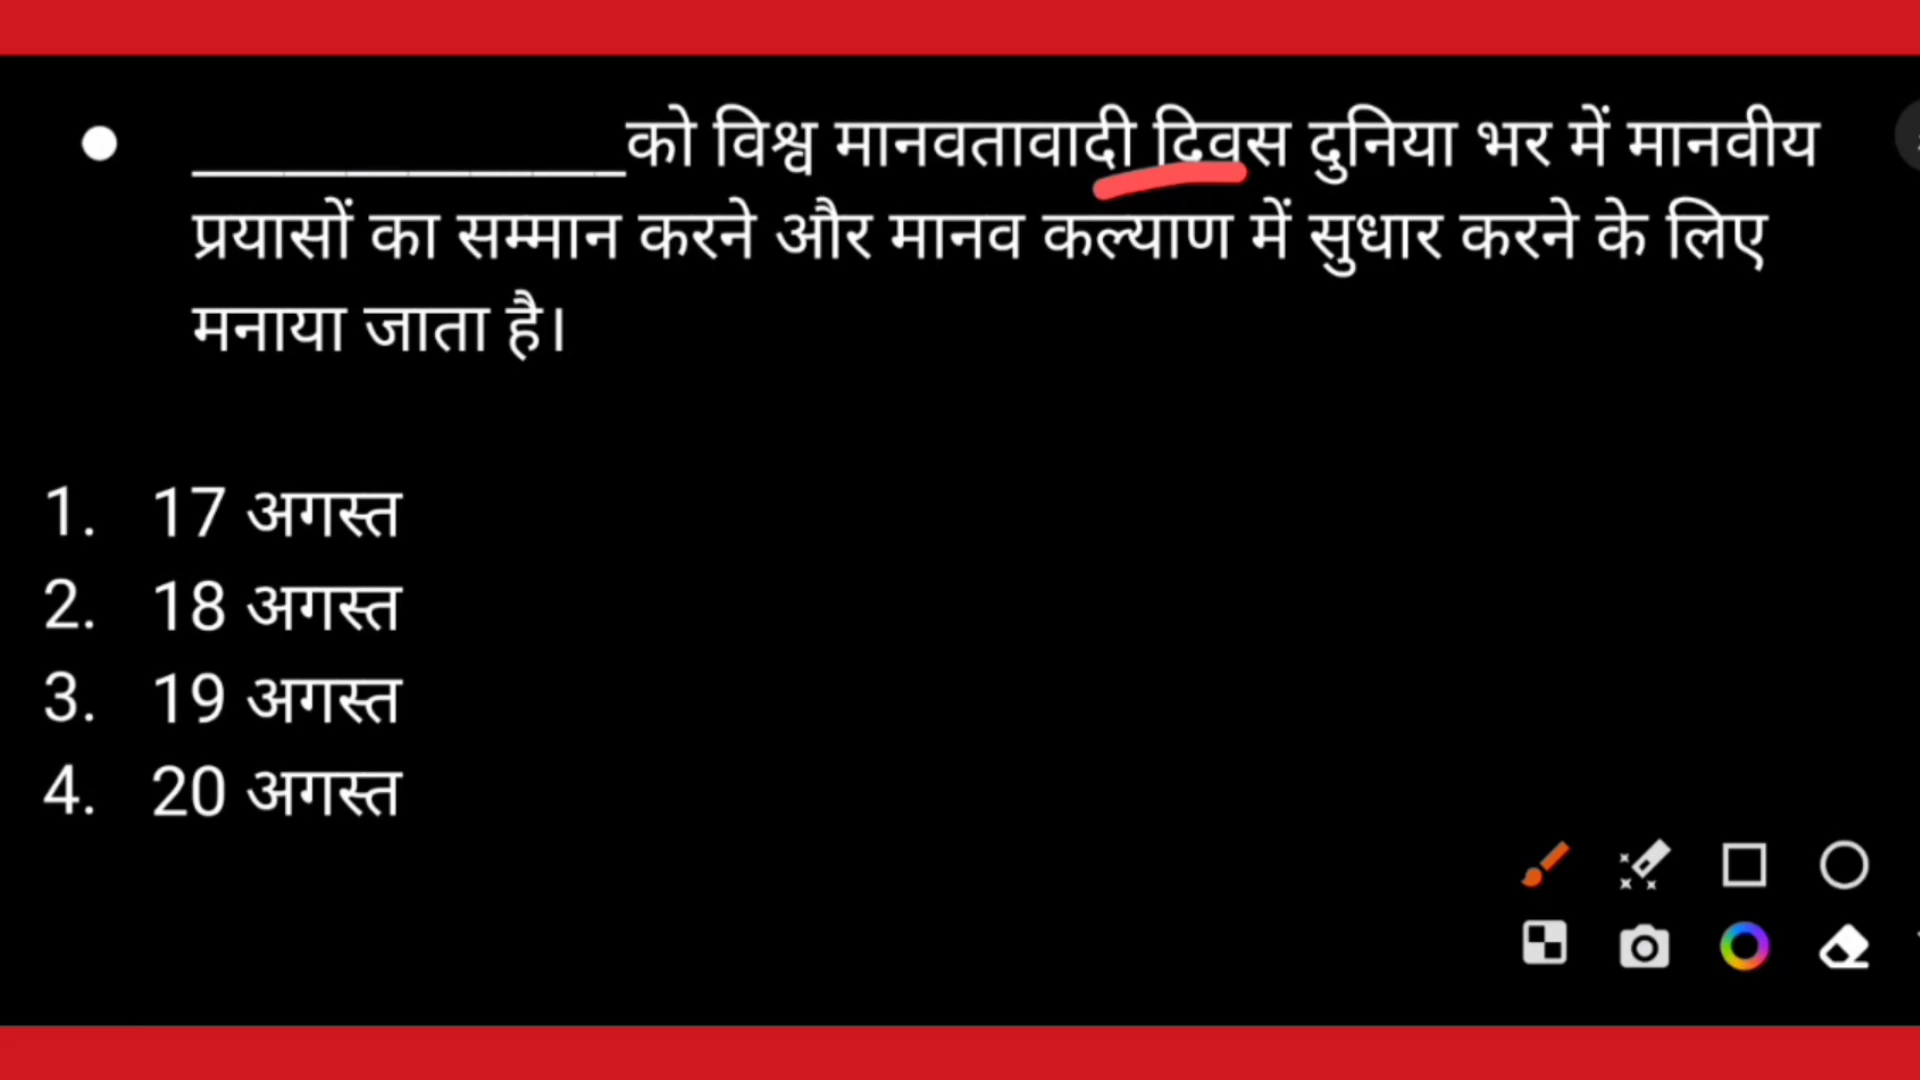 ● ______________को विश्व मानवतावादी दिवस दुनिया भर में मानवीय
प्रयासों का सम्मान करने और मानव कल्याण में सुधार करने के लिए
मनाया जाता है।
1. 17 अगस्त
2. 18 अगस्त
3. 19 अगस्त
4. 20 अगस्त